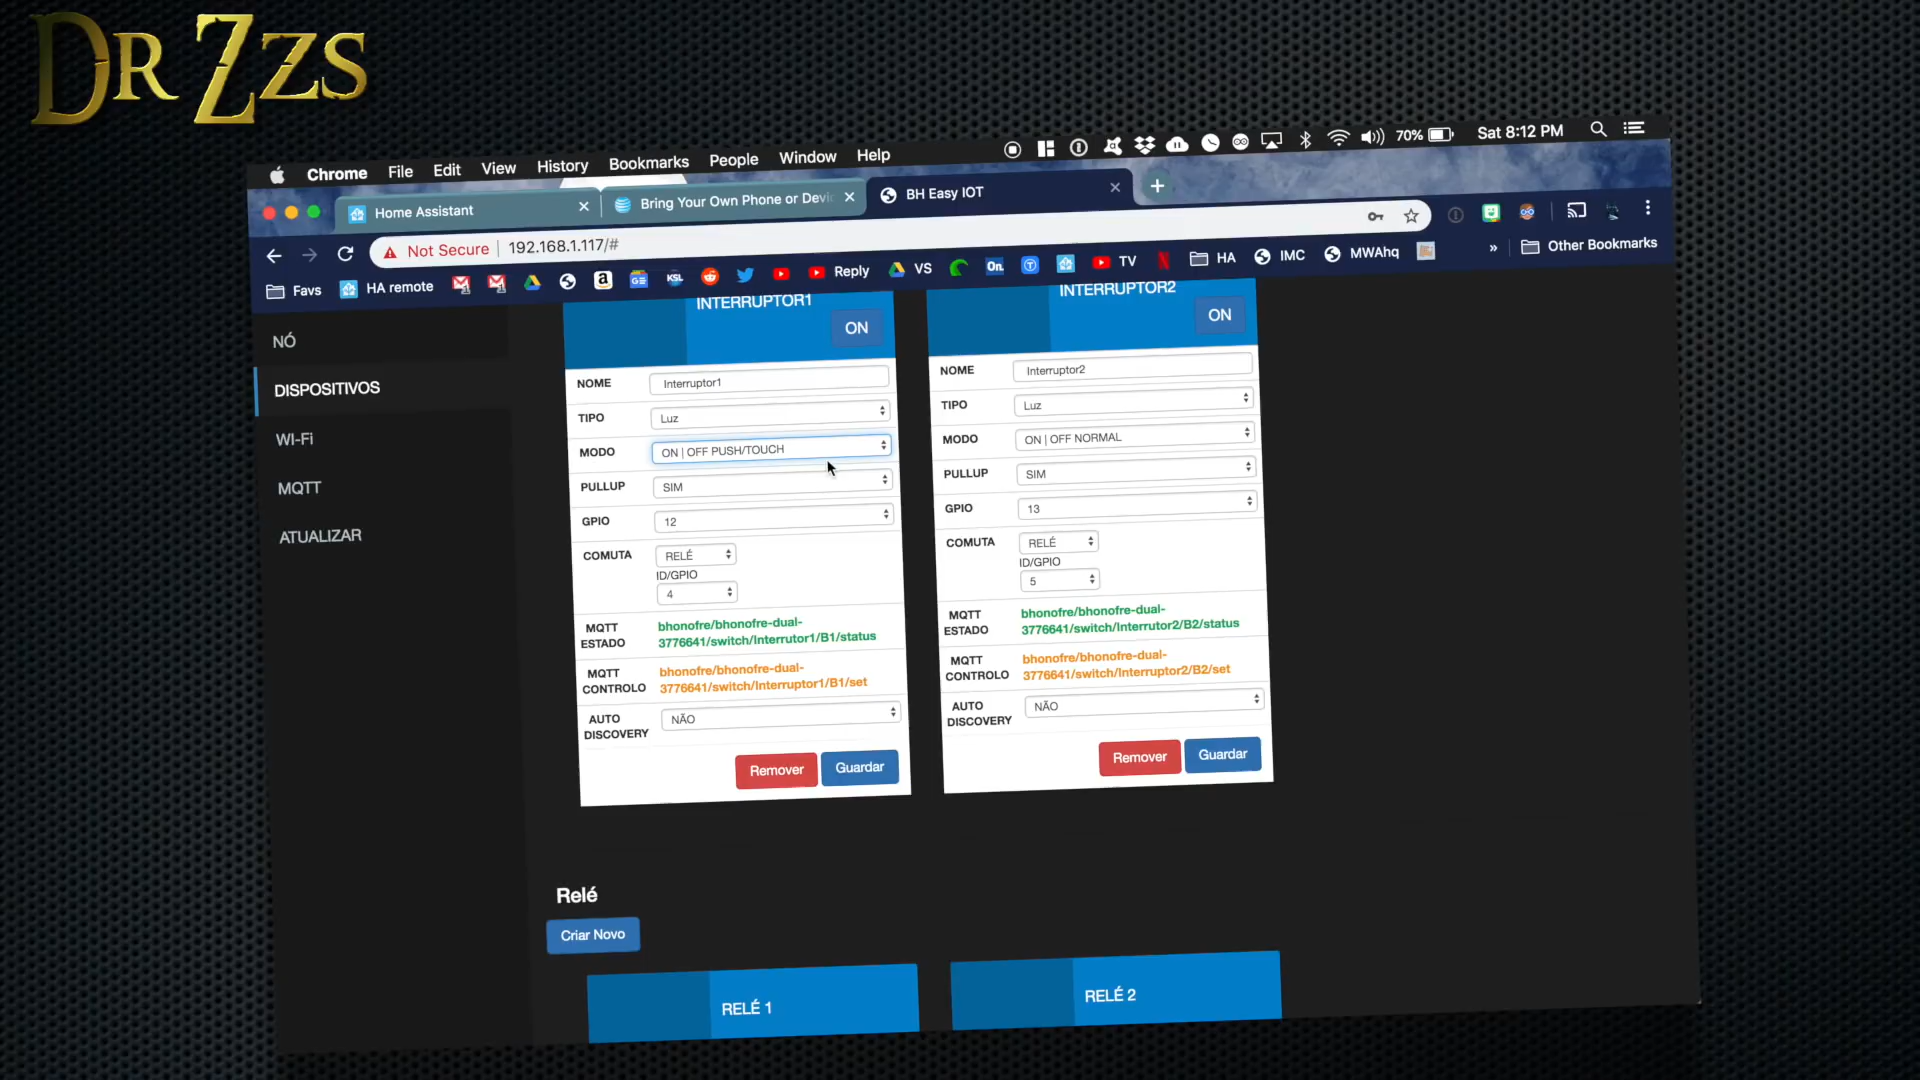 DR ZZS
Chrome File Edit View History Bookmarks People Window Help
70% Sat 8:12 PM
Home Assistant
Bring Your Own Phone or Devic
BH Easy IOT
Not Secure | 192.168.1.117/#
Favs HA remote KSL Reply VS On. TV HA IMC MWAhq » Other Bookmarks
NÓ
DISPOSITIVOS
WI-Fi
MQTT
ATUALIZAR
INTERRUPTOR1
ON
NOME Interruptor1
TIPO Luz
MODO ON | OFF PUSH/TOUCH
PULLUP SIM
GPIO 12
COMUTA RELÉ
ID/GPIO
4
MQTT ESTADO bhonofre/bhonofre-dual-
3776641/switch/Interrutor1/B1/status
MQTT CONTROLO bhonofre/bhonofre-dual-
3776641/switch/Interruptor1/B1/set
AUTO DISCOVERY NÃO
Remover Guardar
INTERRUPTOR2
ON
NOME Interruptor2
TIPO Luz
MODO ON | OFF NORMAL
PULLUP SIM
GPIO 13
COMUTA RELÉ
ID/GPIO
5
MQTT ESTADO bhonofre/bhonofre-dual-
3776641/switch/Interrutor2/B2/status
MQTT CONTROLO bhonofre/bhonofre-dual-
3776641/switch/Interruptor2/B2/set
AUTO DISCOVERY NÃO
Remover Guardar
Relé
Criar Novo
RELÉ 1
RELÉ 2